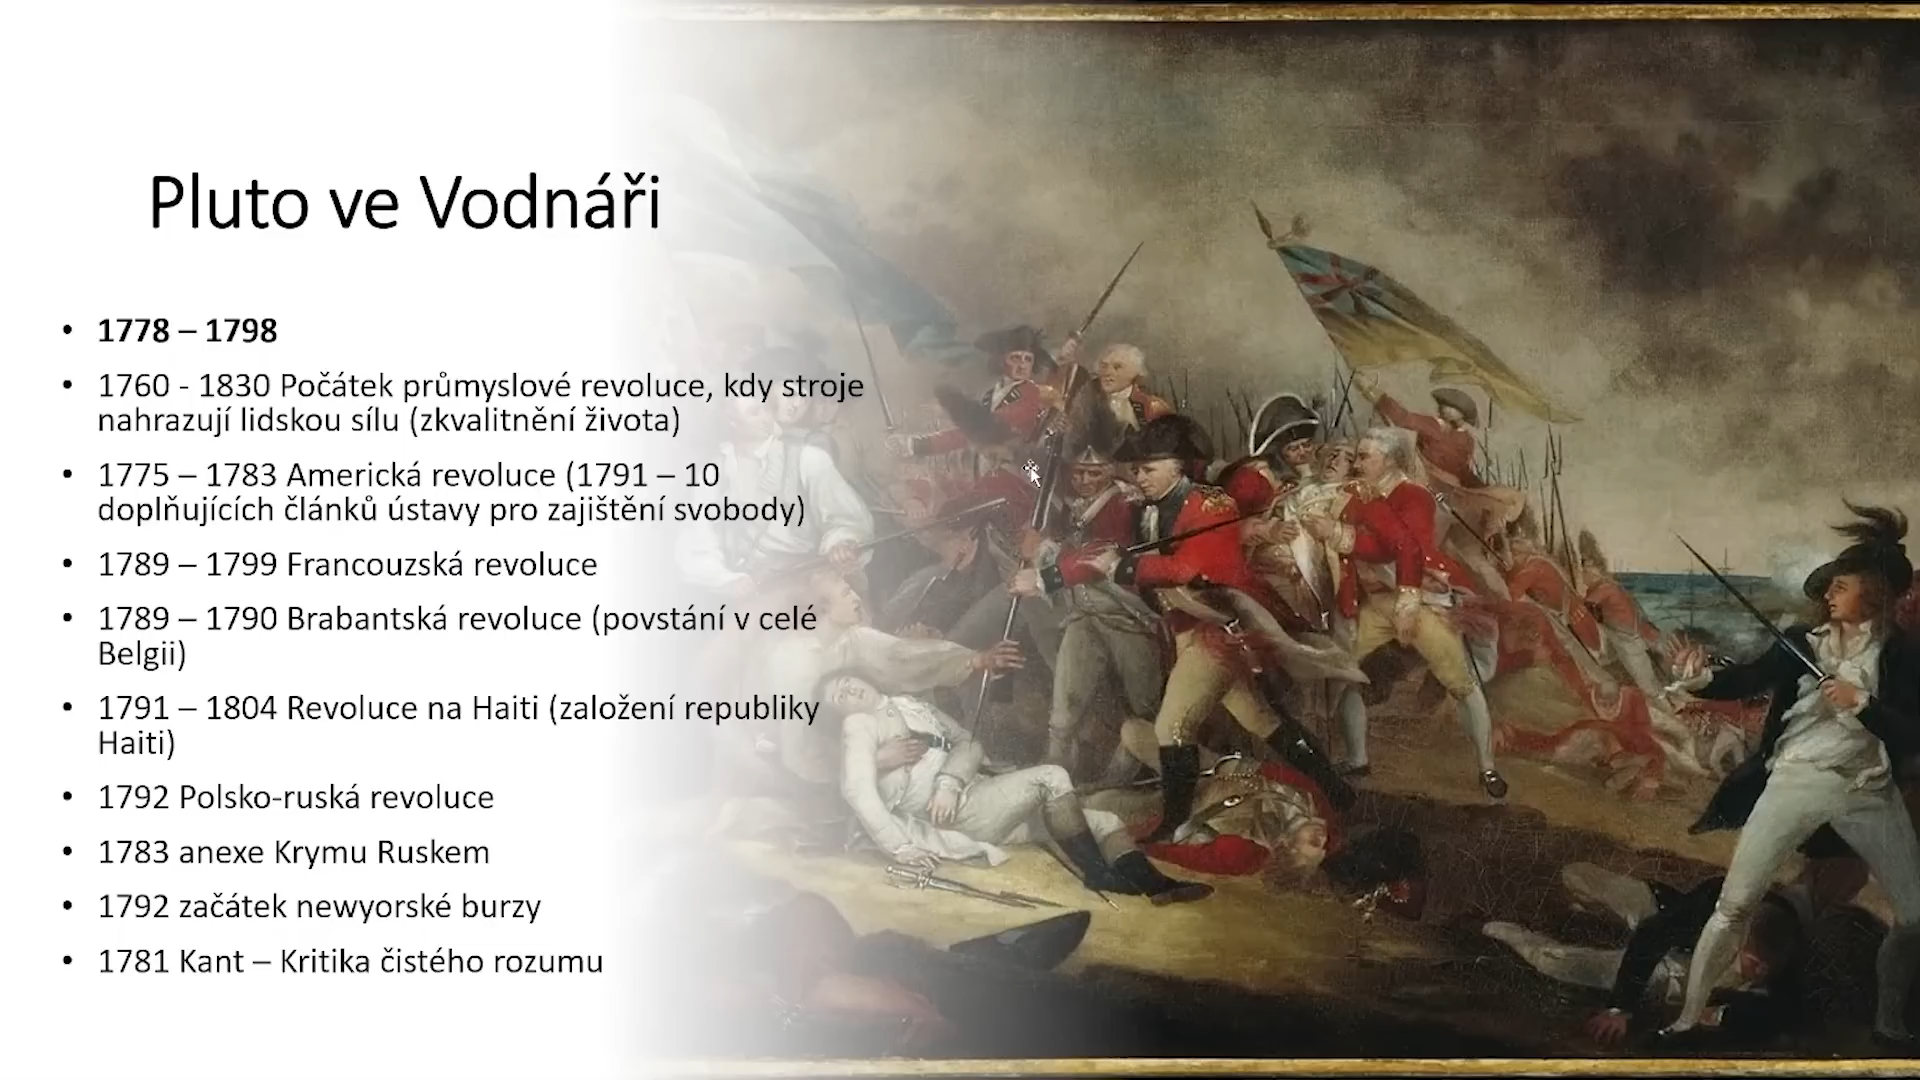 Pluto ve Vodnáři
• 1778 – 1798
• 1760 - 1830 Počátek průmyslové revoluce, kdy stroje
nahrazují lidskou sílu (zkvalitnění života)
• 1775 – 1783 Americká revoluce (1791 – 10
doplňujících článků ústavy pro zajištění svobody)
• 1789 – 1799 Francouzská revoluce
• 1789 – 1790 Brabantská revoluce (povstání v celé
Belgii)
• 1791 – 1804 Revoluce na Haiti (založení republiky
Haiti)
• 1792 Polsko-ruská revoluce
• 1783 anexe Krymu Ruskem
• 1792 začátek newyorské burzy
• 1781 Kant – Kritika čistého rozumu